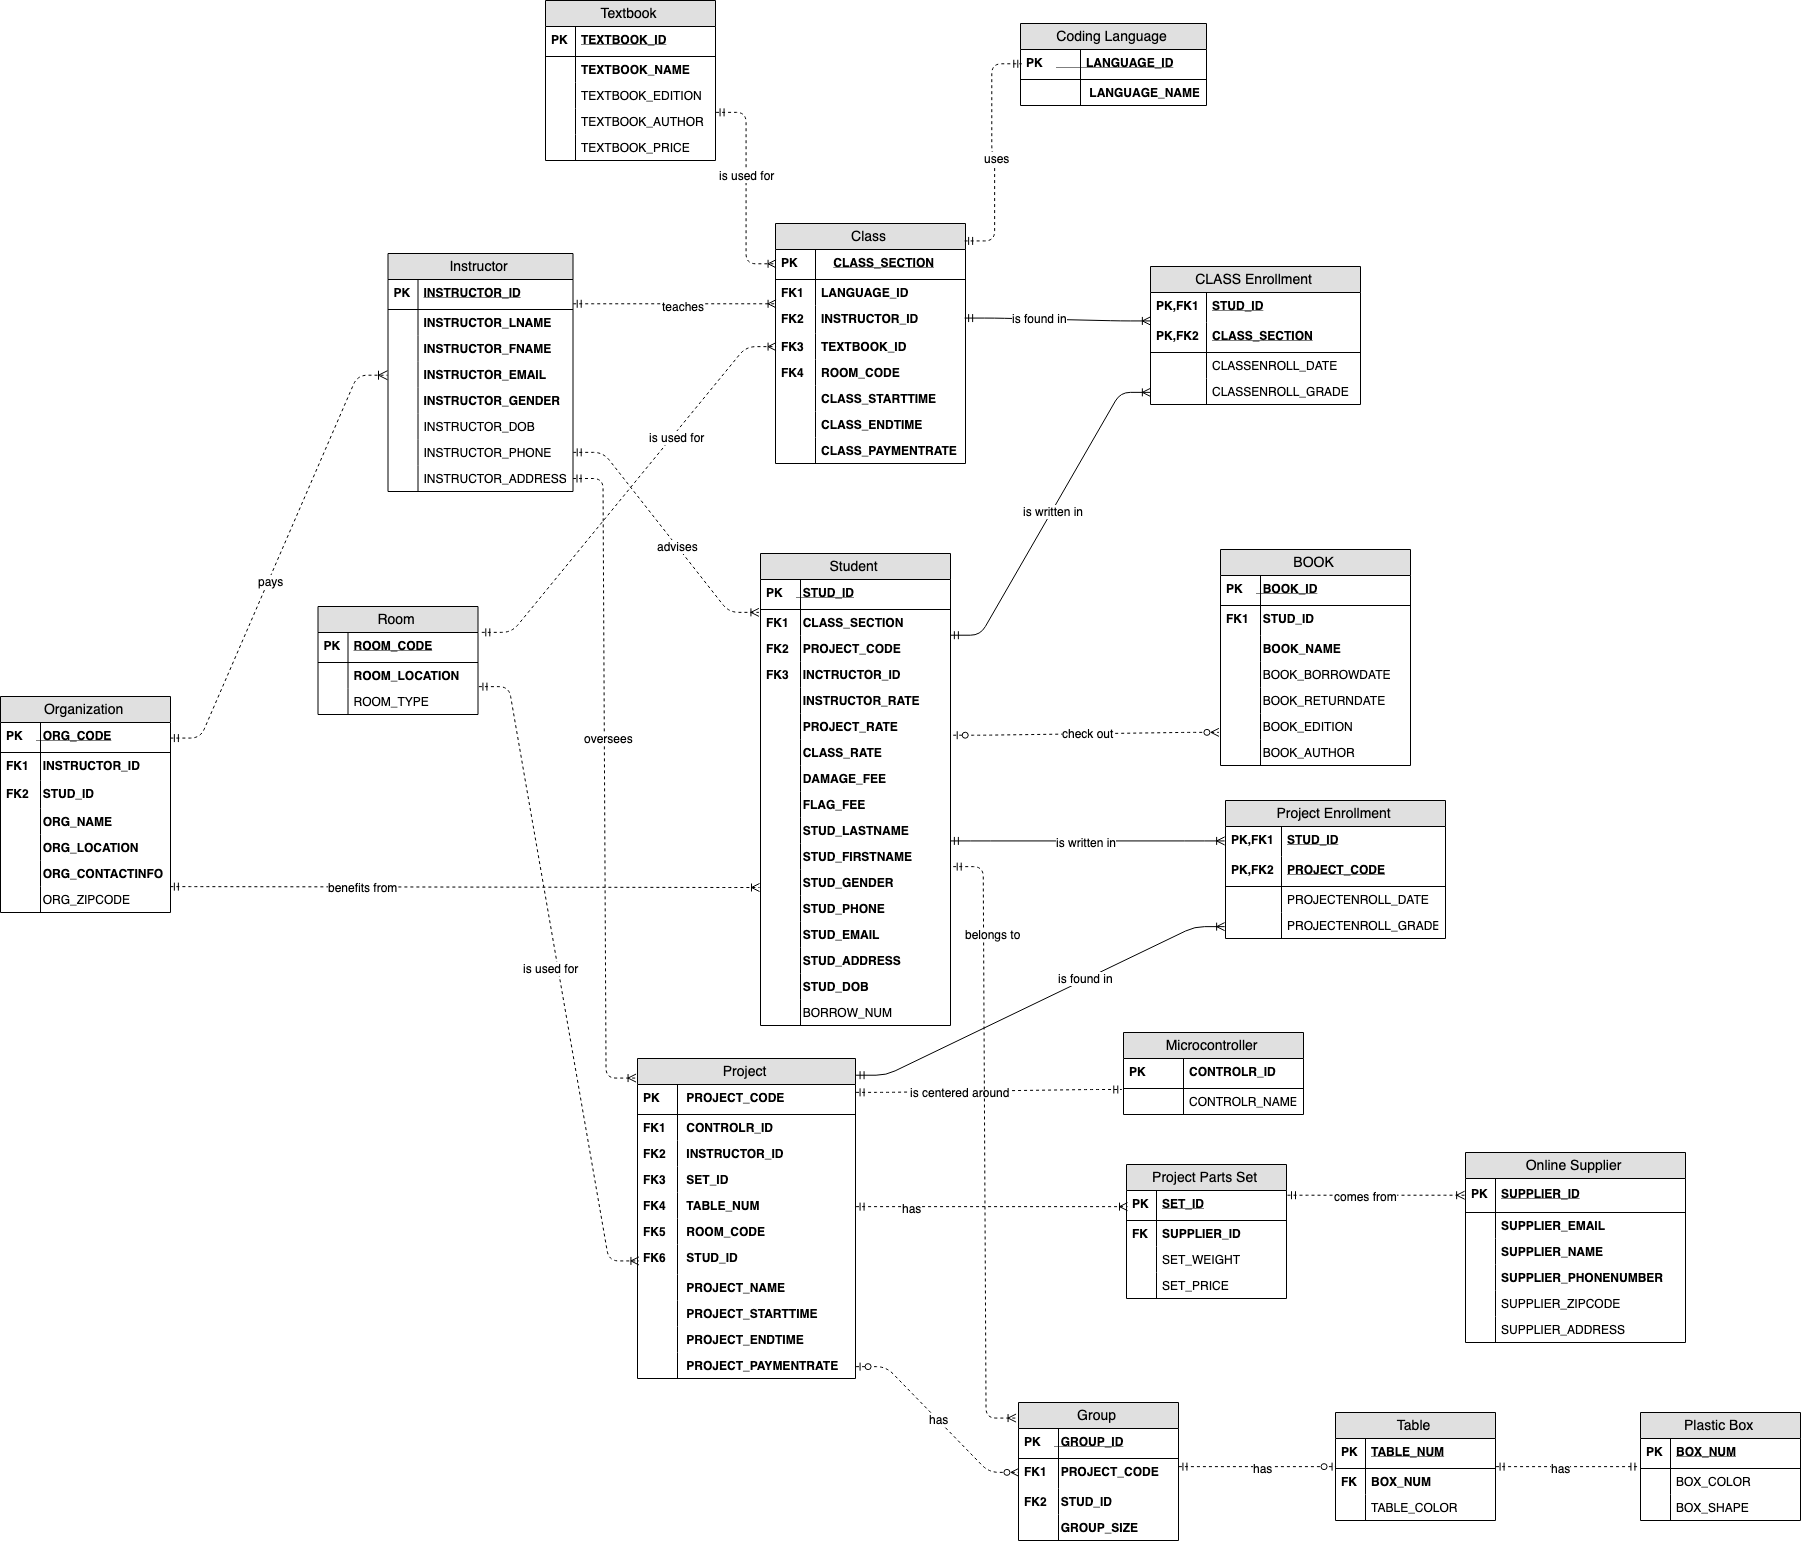 Textbook
PK TEXTBOOK_ID
TEXTBOOK_NAME
TEXTBOOK_EDITION
TEXTBOOK_AUTHOR
TEXTBOOK_PRICE
Coding Language
PK LANGUAGE_ID
LANGUAGE_NAME
is used for
uses
Class
PK CLASS_SECTION
FK1 LANGUAGE_ID
FK2 INSTRUCTOR_ID
FK3 TEXTBOOK_ID
FK4 ROOM_CODE
CLASS_STARTTIME
CLASS_ENDTIME
CLASS_PAYMENTRATE
Instructor
PK INSTRUCTOR_ID
INSTRUCTOR_LNAME
INSTRUCTOR_FNAME
INSTRUCTOR_EMAIL
INSTRUCTOR_GENDER
INSTRUCTOR_DOB
INSTRUCTOR_PHONE
INSTRUCTOR_ADDRESS
teaches
CLASS Enrollment
PK,FK1 STUD_ID
PK,FK2 CLASS_SECTION
CLASSENROLL_DATE
CLASSENROLL_GRADE
is found in
is used for
is written in
advises
pays
Student
PK STUD_ID
FK1 CLASS_SECTION
FK2 PROJECT_CODE
FK3 INCTRUCTOR_ID
INSTRUCTOR_RATE
PROJECT_RATE
CLASS_RATE
DAMAGE_FEE
FLAG_FEE
STUD_LASTNAME
STUD_FIRSTNAME
STUD_GENDER
STUD_PHONE
STUD_EMAIL
STUD_ADDRESS
STUD_DOB
BORROW_NUM
BOOK
PK BOOK_ID
FK1 STUD_ID
BOOK_NAME
BOOK_BORROWDATE
BOOK_RETURNDATE
BOOK_EDITION
BOOK_AUTHOR
Room
PK ROOM_CODE
ROOM_LOCATION
ROOM_TYPE
Organization
PK ORG_CODE
FK1 INSTRUCTOR_ID
FK2 STUD_ID
ORG_NAME
ORG_LOCATION
ORG_CONTACTINFO
ORG_ZIPCODE
oversees
check out
Project Enrollment
PK,FK1 STUD_ID
PK,FK2 PROJECT_CODE
PROJECTENROLL_DATE
PROJECTENROLL_GRADE
is written in
benefits from
belongs to
is used for
is found in
Project
PK PROJECT_CODE
FK1 CONTROLR_ID
FK2 INSTRUCTOR_ID
FK3 SET_ID
FK4 TABLE_NUM
FK5 ROOM_CODE
FK6 STUD_ID
PROJECT_NAME
PROJECT_STARTTIME
PROJECT_ENDTIME
PROJECT_PAYMENTRATE
Microcontroller
PK CONTROLR_ID
CONTROLR_NAME
is centered around
Project Parts Set
PK SET_ID
FK SUPPLIER_ID
SET_WEIGHT
SET_PRICE
has
comes from
Online Supplier
PK SUPPLIER_ID
SUPPLIER_EMAIL
SUPPLIER_NAME
SUPPLIER_PHONENUMBER
SUPPLIER_ZIPCODE
SUPPLIER_ADDRESS
has
Group
PK GROUP_ID
FK1 PROJECT_CODE
FK2 STUD_ID
GROUP_SIZE
has
Table
PK TABLE_NUM
FK BOX_NUM
TABLE_COLOR
has
Plastic Box
PK BOX_NUM
BOX_COLOR
BOX_SHAPE